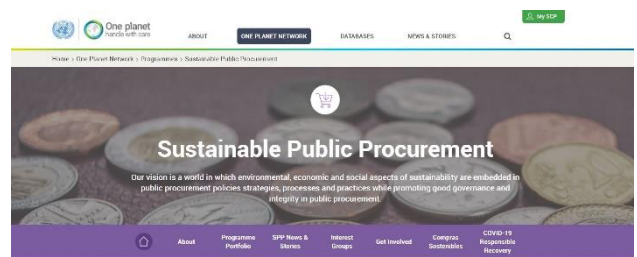 My SCP
One planet
handle with care
ABOUT
ONE PLANET NETWORK
DATABASES
NEWS & STORIES
Home > One Planet Network > Programmes > Sustainable Public Procurement
Sustainable Public Procurement
Our vision is a world in which environmental, economic and social aspects of sustainability are embedded in
public procurement policies strategies, processes and practices while promoting good governance and
integrity in public procurement.
About
Programme
Portfolio
SPP News &
Stories
Interest
Groups
Get Involved
Compras
Sostenibles
COVID-19
Responsible
Recovery